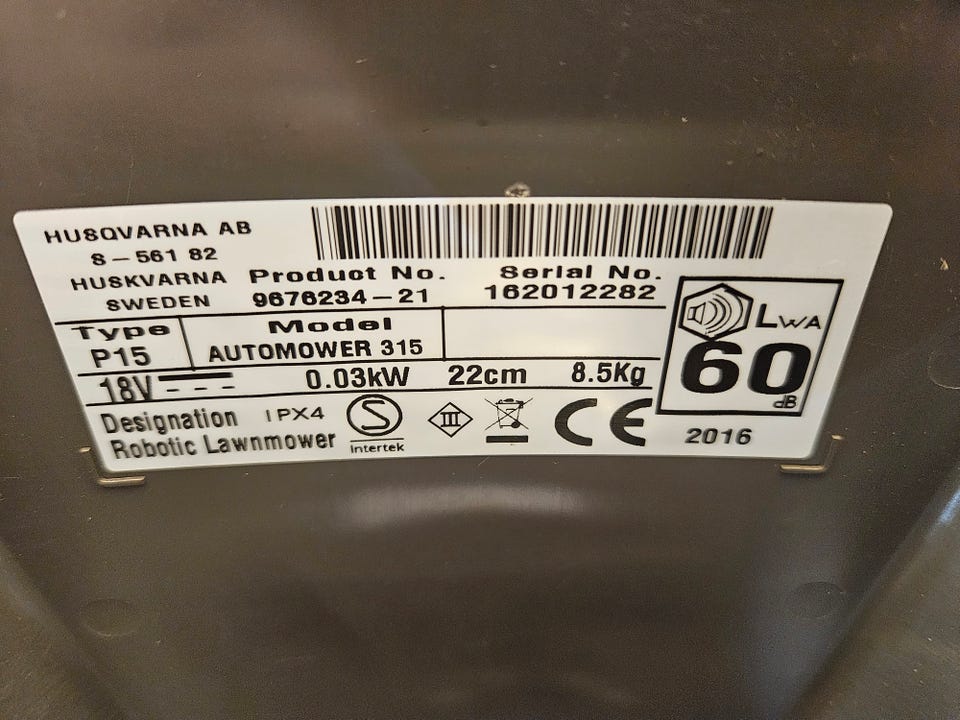 HUSQVARNA AB
S-561 82
HUSKVARNA
SWEDEN
Product No.
9676234-21
Serial No.
162012282
Type
P15
Model
AUTOMOWER 315
18V
0.03kW
22cm
8.5Kg
Designation
Robotic Lawnmower
IPX4
S
Intertek
III
CE
LWA
60
dB
2016